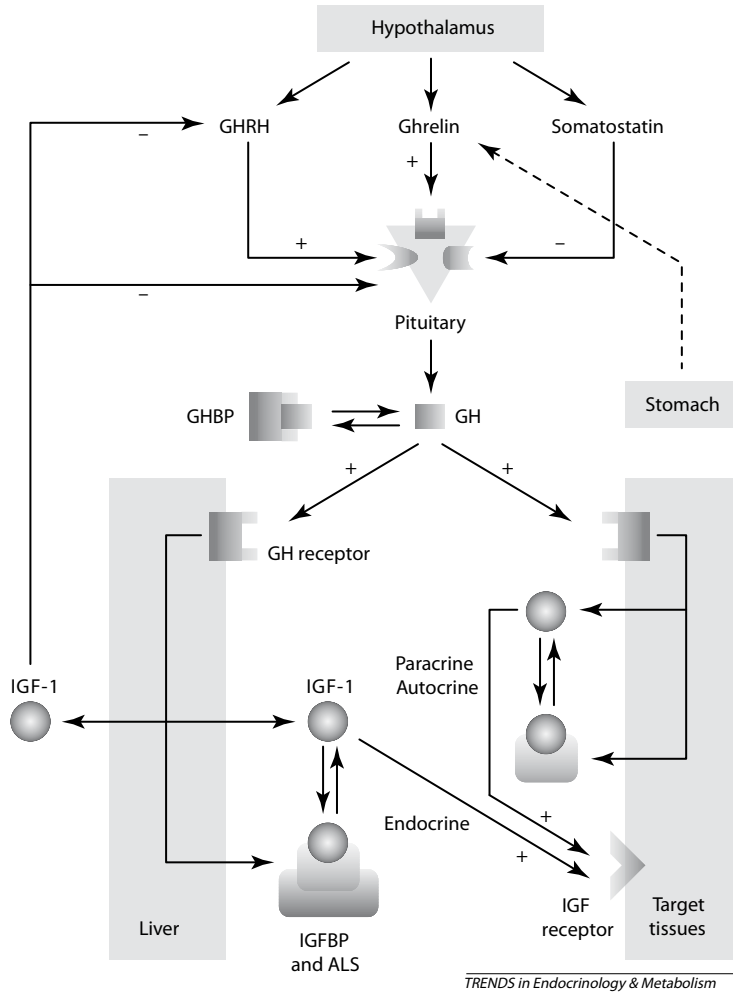 Hypothalamus
GHRH
Ghrelin
Somatostatin
−
+
+
−
−
Pituitary
Stomach
GHBP
GH
+
+
GH receptor
Paracrine
Autocrine
IGF-1
IGF-1
Endocrine
+
+
Liver
IGFBP
and ALS
IGF
receptor
Target
tissues
TRENDS in Endocrinology & Metabolism